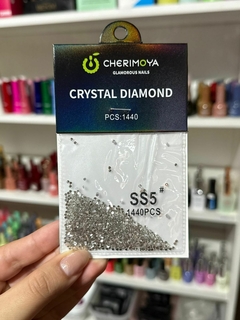 CHERIMOYA
GLAMOROUS NAILS
CRYSTAL DIAMOND
PCS:1440
SS5#
1440PCS